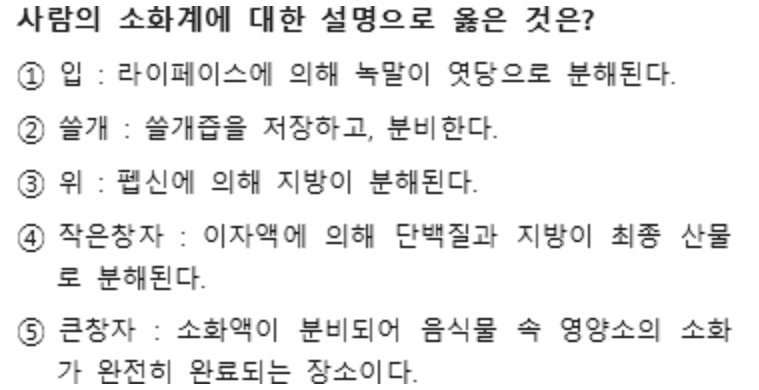 사람의 소화계에 대한 설명으로 옳은 것은?
① 입 : 라이페이스에 의해 녹말이 엿당으로 분해된다.
② 쓸개 : 쓸개즙을 저장하고, 분비한다.
③ 위 : 펩신에 의해 지방이 분해된다.
④ 작은창자 : 이자액에 의해 단백질과 지방이 최종 산물
로 분해된다.
⑤ 큰창자 : 소화액이 분비되어 음식물 속 영양소의 소화
가 완전히 완료되는 장소이다.